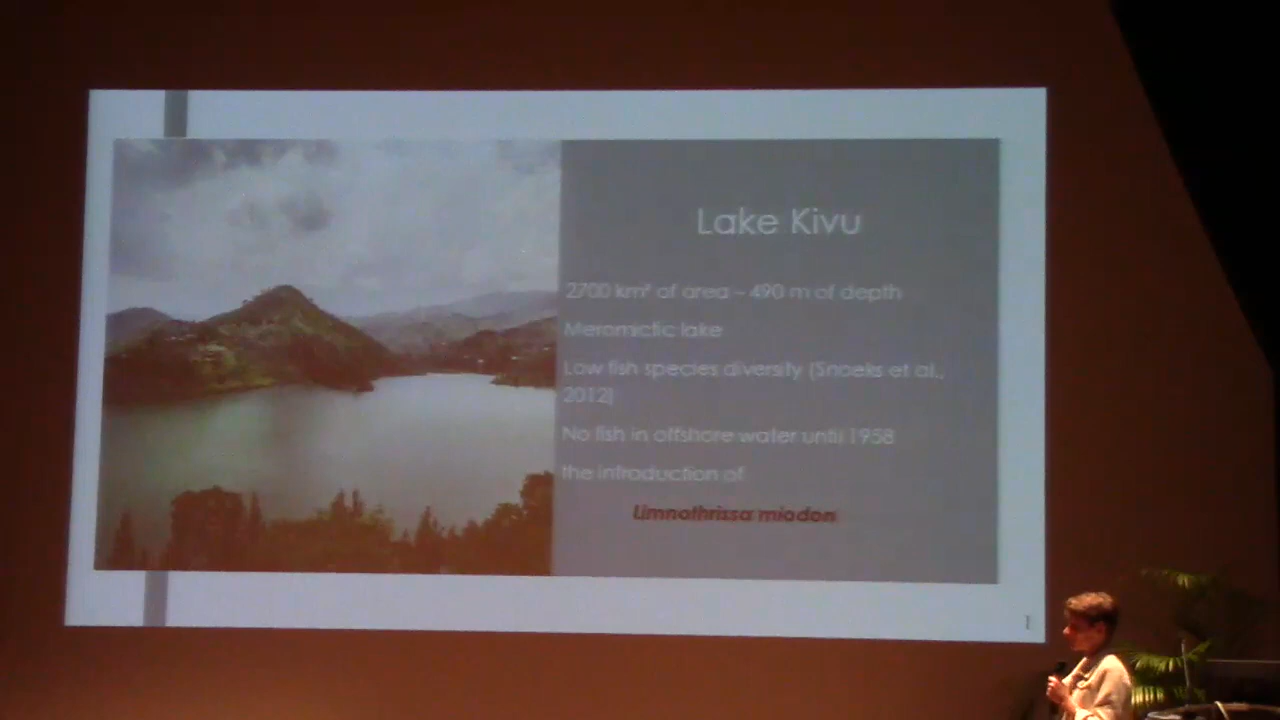 Lake Kivu
2700 km² of area – 490 m of depth
Meromictic lake
Low fish species diversity (Snoeks et al.,
2012)
No fish in offshore water until 1958
the introduction of
Limnothrissa miodon
1